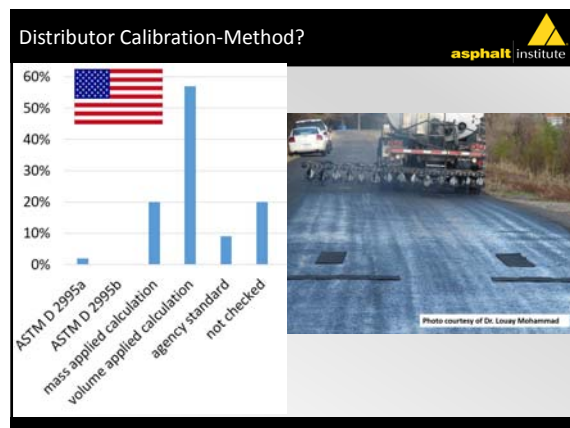 Distributor Calibration-Method?
asphalt institute
60%
50%
40%
30%
20%
10%
0%
ASTM D 2995a
ASTM D 2995b
mass applied calculation
volume applied calculation
agency standard
not checked
Photo courtesy of Dr. Louay Mohammad